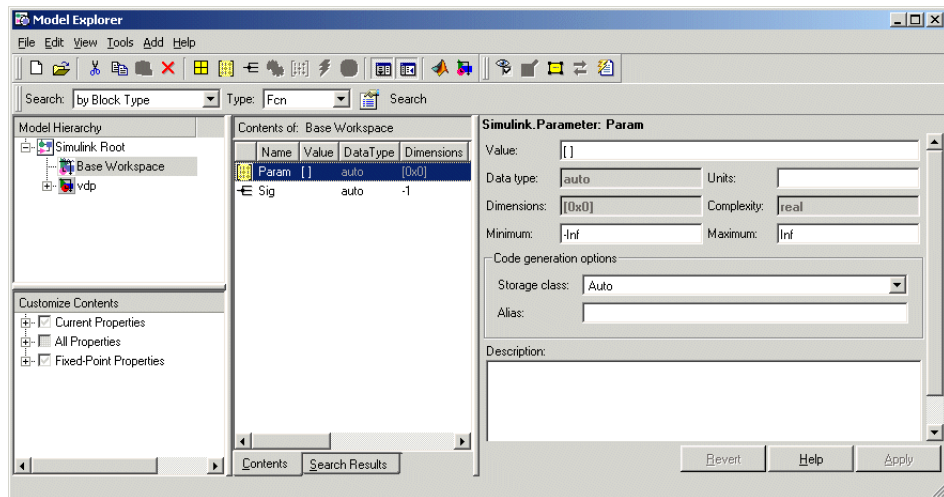 Model Explorer
File Edit View Tools Add Help
Search: by Block Type Type: Fcn Search
Model Hierarchy
Simulink Root
Base Workspace
vdp
Customize Contents
Current Properties
All Properties
Fixed-Point Properties
Contents of: Base Workspace
Name Value DataType Dimensions
Param [ ] auto [0x0]
Sig auto -1
Contents Search Results
Simulink.Parameter: Param
Value: [ ]
Data type: auto Units:
Dimensions: [0x0] Complexity: real
Minimum: -Inf Maximum: Inf
Code generation options
Storage class: Auto
Alias:
Description:
Revert Help Apply